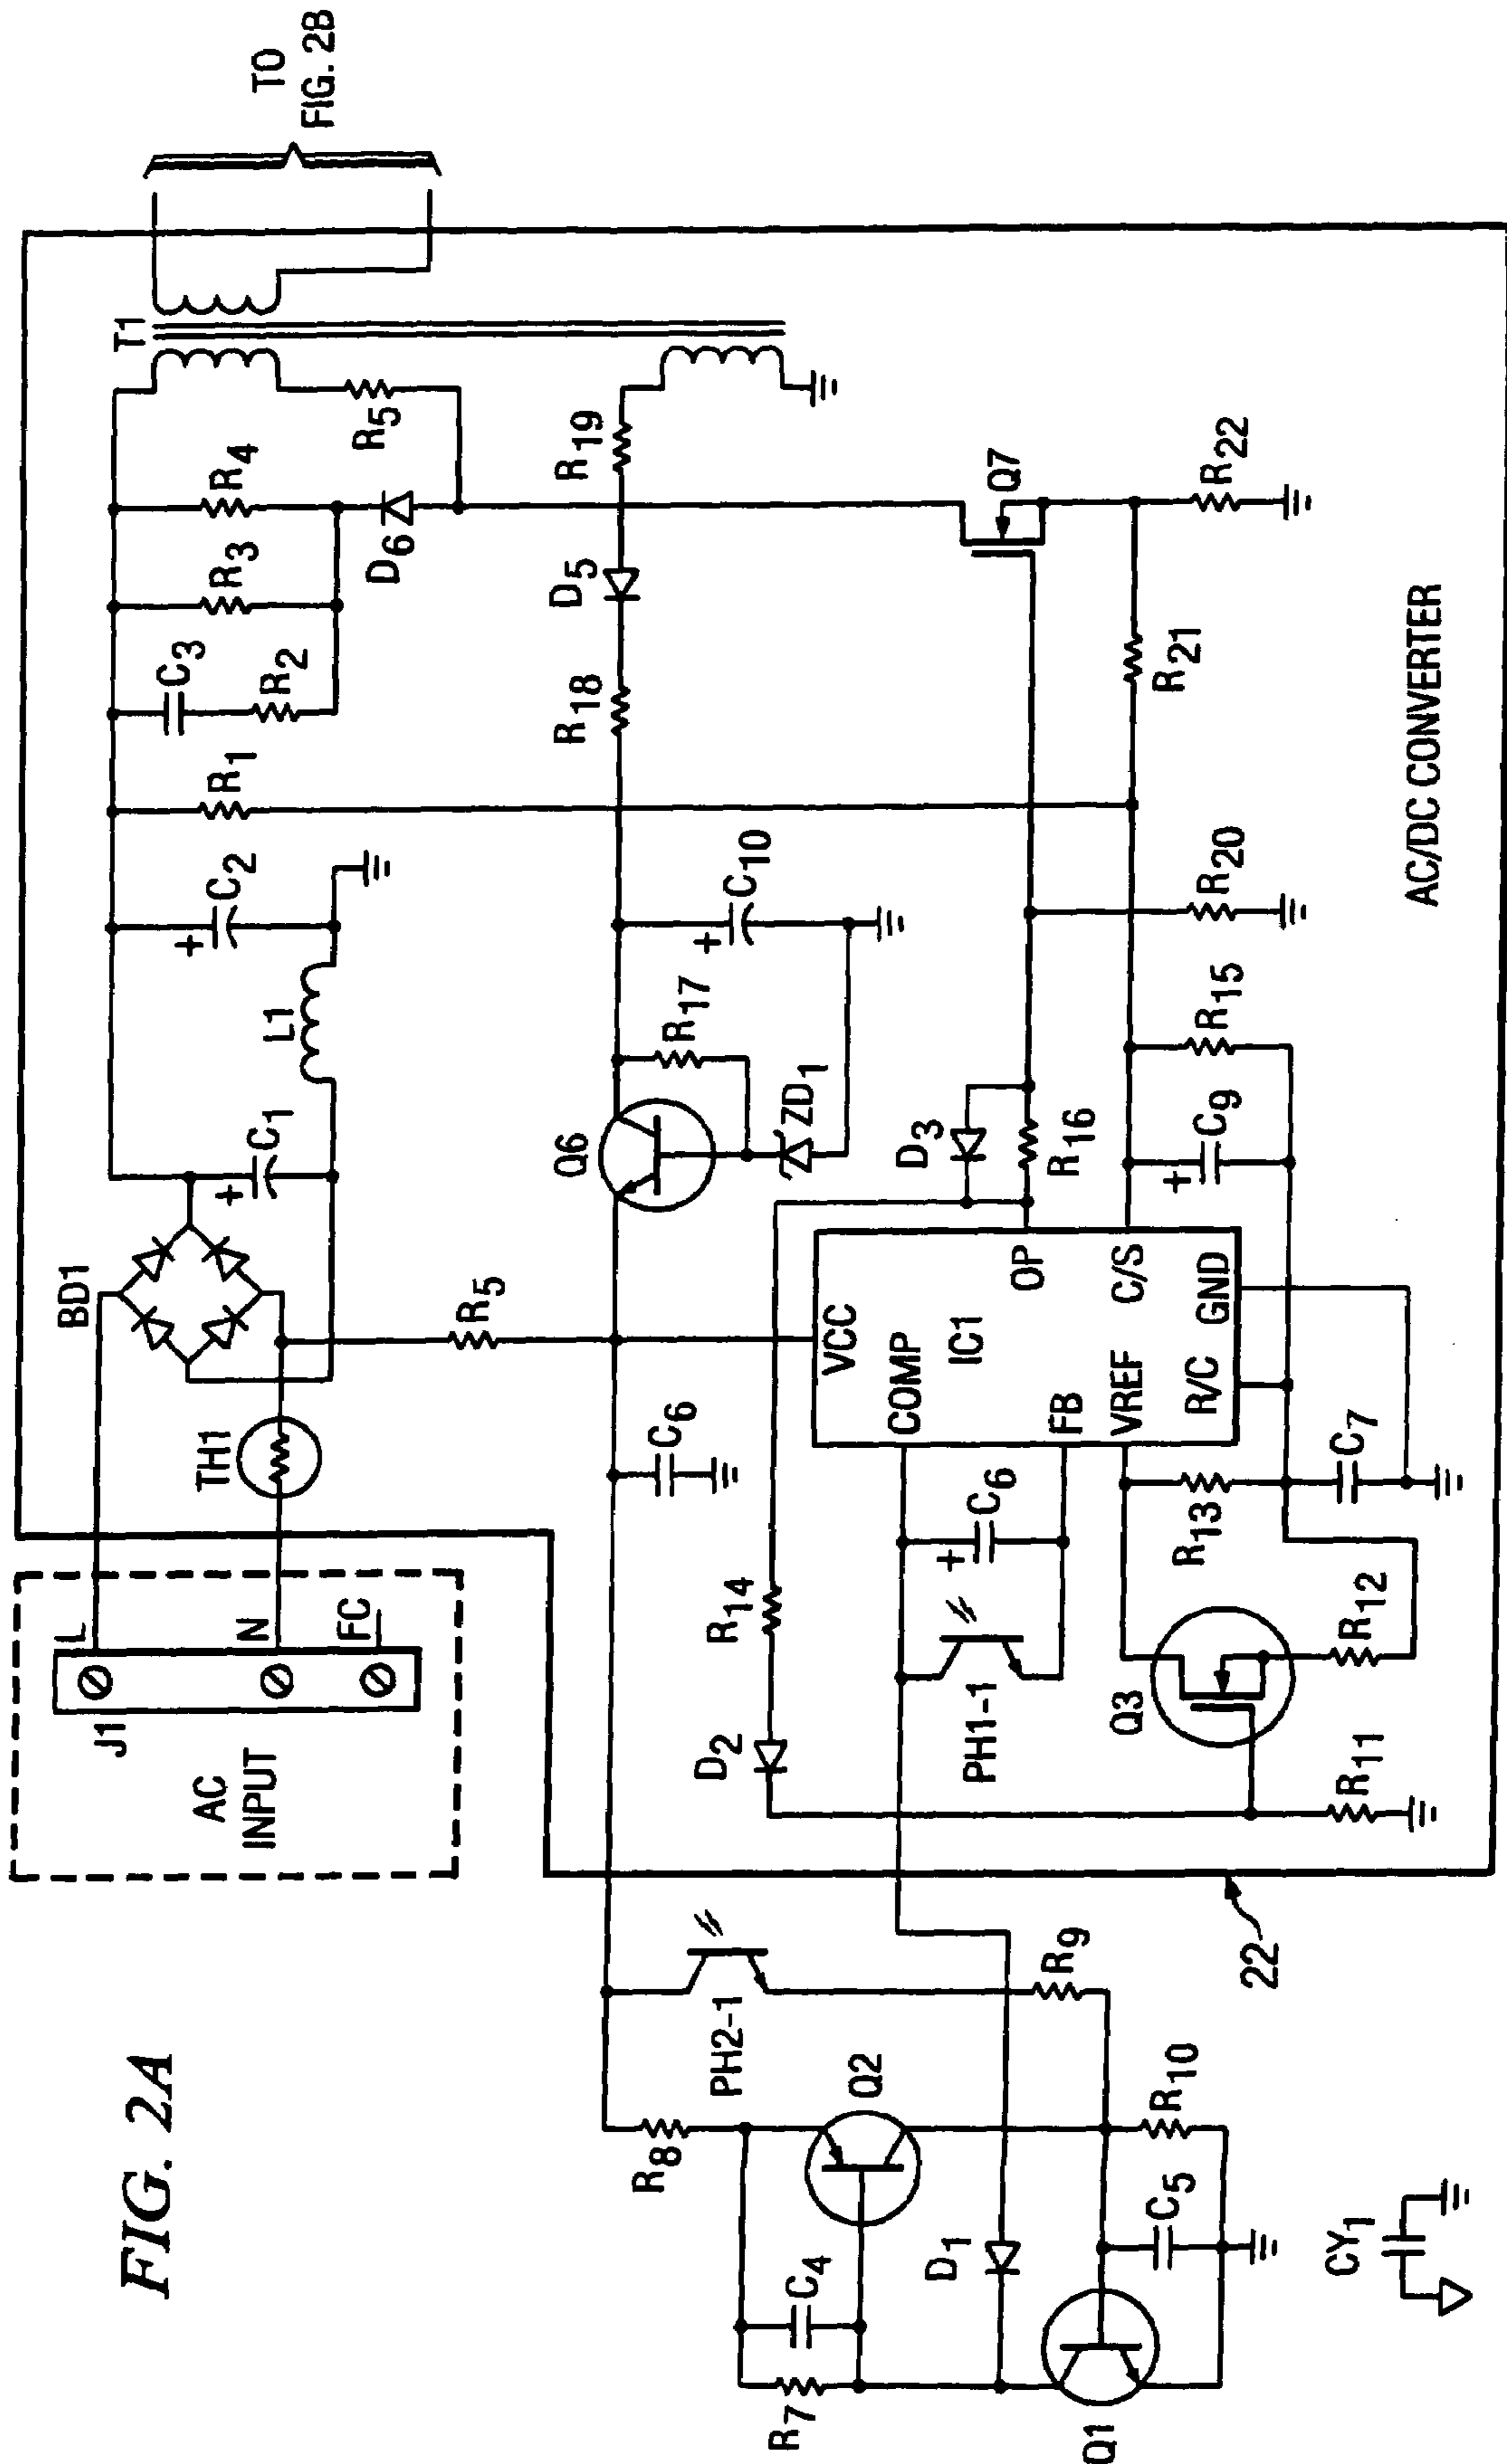 FIG. 2A
TO
FIG. 2B
AC
INPUT
J1
L
N
FC
TH1
BD1
C1
L1
C2
R1
C3
R2
R3
R4
D6
R5
T1
R5
Q6
R17
ZD1
C10
R18
D5
R19
C6
VCC
COMP
IC1
OP
FB
C/S
VREF
R/C
GND
D3
R16
R20
Q7
R21
R22
C9
R15
R14
D2
C6
PH1-1
R13
C7
Q3
R12
R11
AC/DC CONVERTER
22
PH2-1
R9
R8
Q2
R10
C4
R7
D1
C5
Q1
CY1